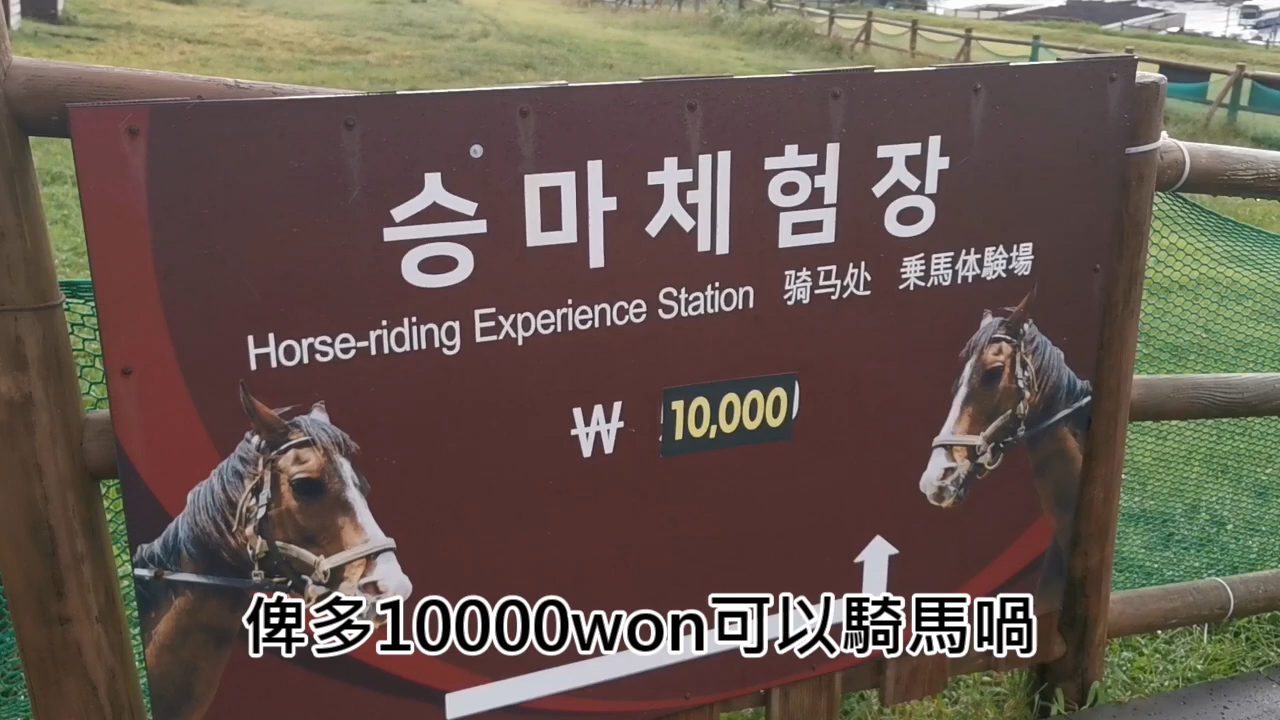 승마체험장
Horse-riding Experience Station 骑马处 乗馬体験場
₩ 10,000
俾多10000won可以騎馬喎